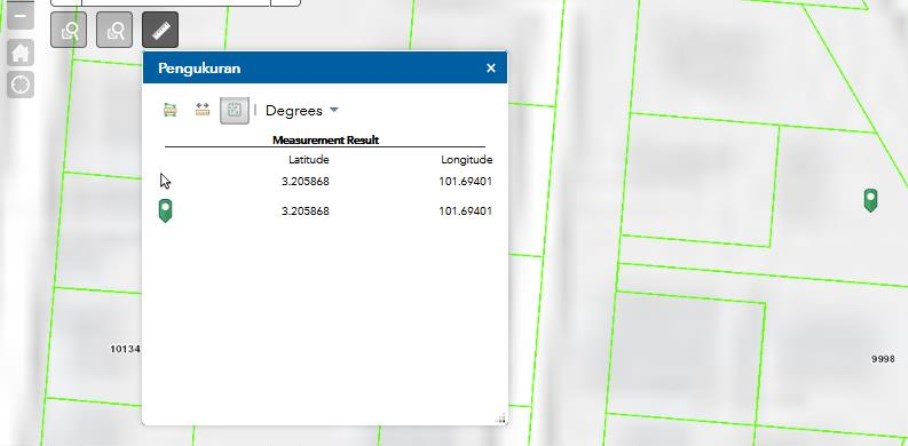 Pengukuran ×
Degrees
Measurement Result
Latitude Longitude
3.205868 101.69401
3.205868 101.69401
10134
9998